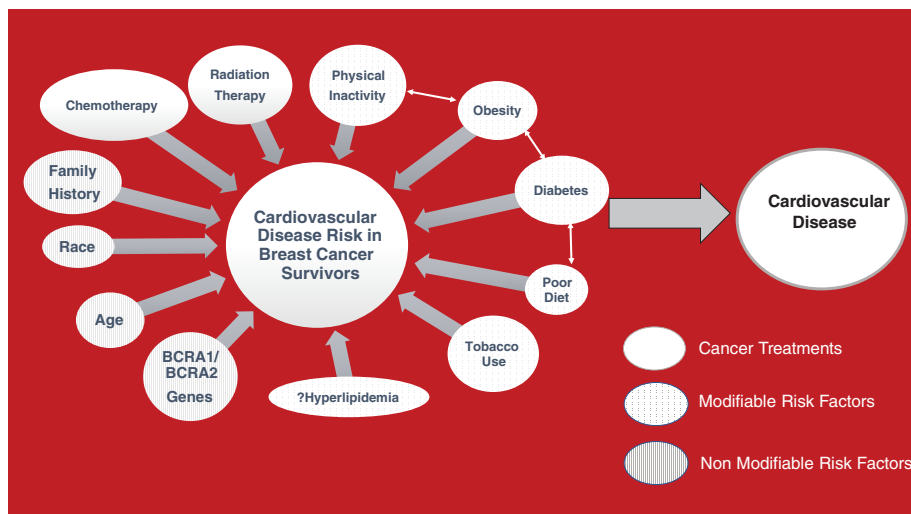 Radiation
Therapy
Physical
Inactivity
Chemotherapy
Obesity
Family
History
Diabetes
Race
Cardiovascular
Disease Risk in
Breast Cancer
Survivors
Cardiovascular
Disease
Age
Poor
Diet
BCRA1/
BCRA2
Genes
Tobacco
Use
?Hyperlipidemia
Cancer Treatments
Modifiable Risk Factors
Non Modifiable Risk Factors